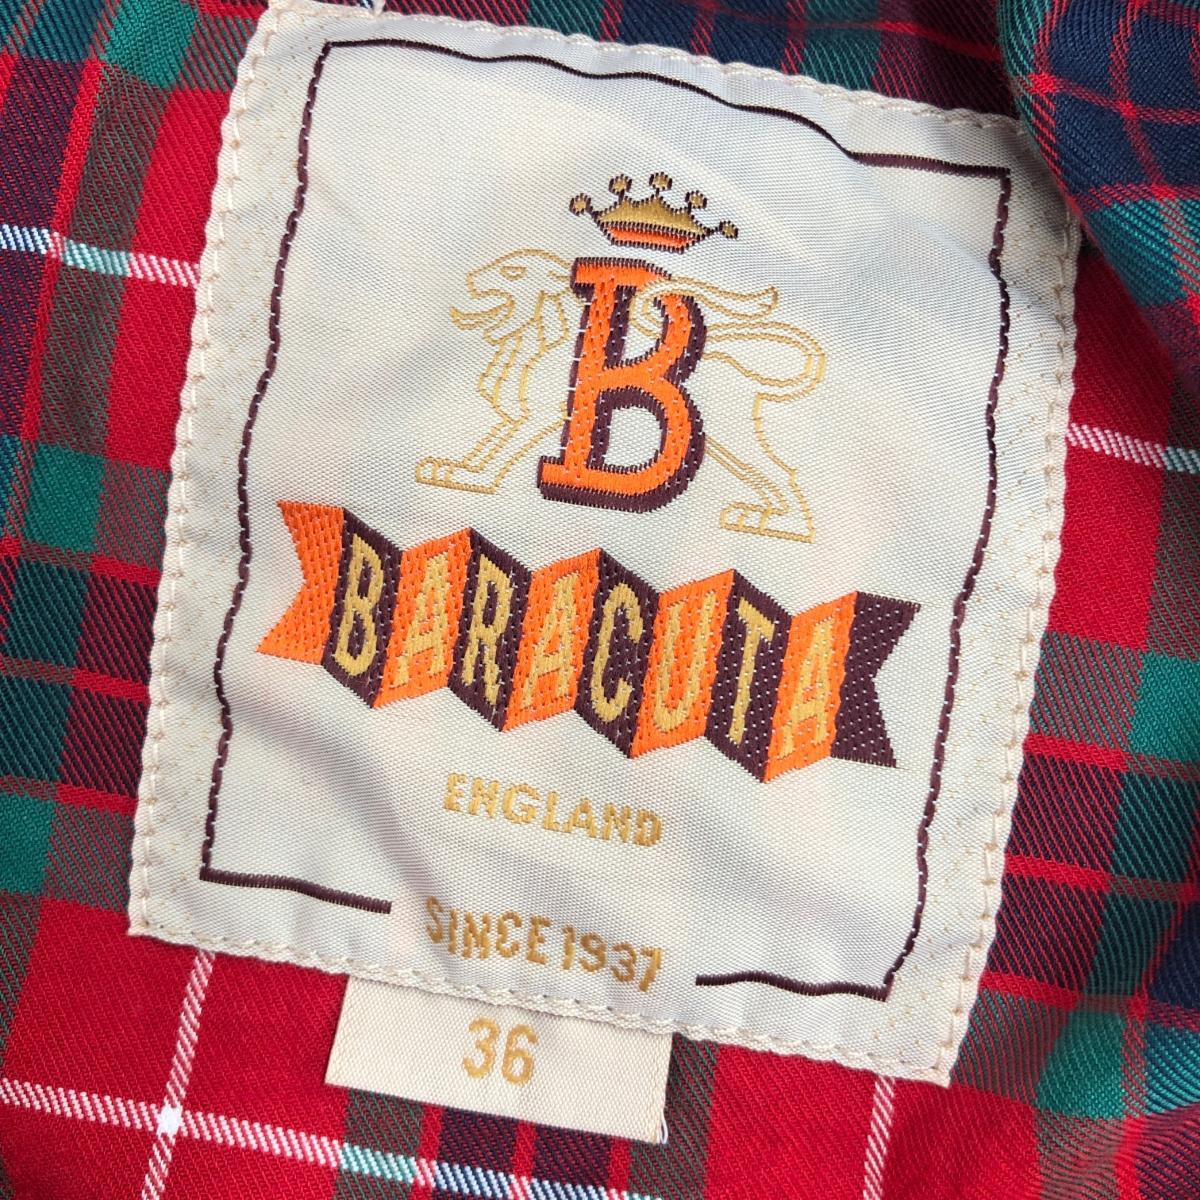 B
BARACUTA
ENGLAND
SINCE 1937
36